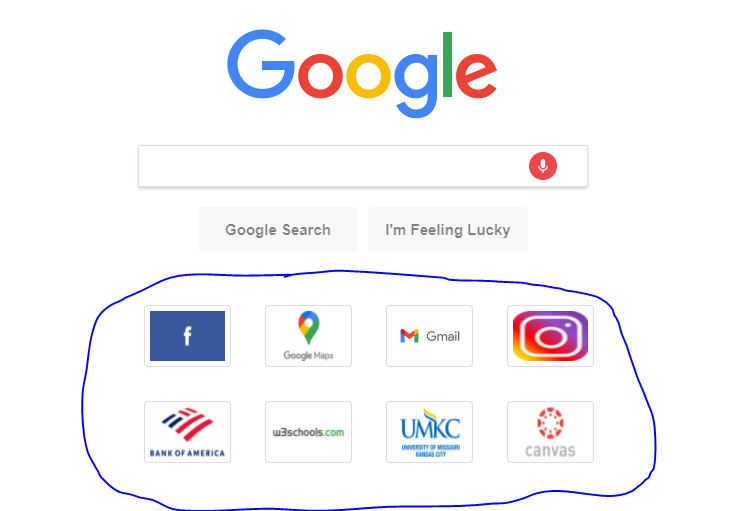 Google
Google Search
I'm Feeling Lucky
f
Google Maps
Gmail
BANK OF AMERICA
w3schools.com
UMKC
UNIVERSITY OF MISSOURI
KANSAS CITY
canvas